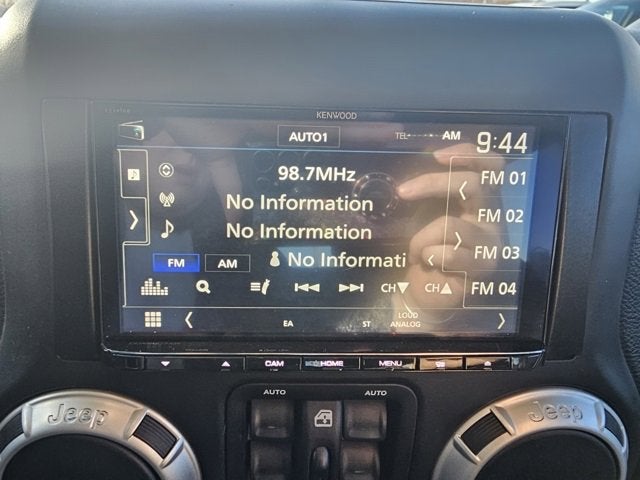 KENWOOD
AUTO1
TEL AM 9:44
98.7MHz
No Information
No Information
No Informati
FM 01
FM 02
FM 03
FM 04
FM AM
CH CH
EA ST LOUD
ANALOG
CAM HOME MENU
AUTO AUTO
Jeep Jeep